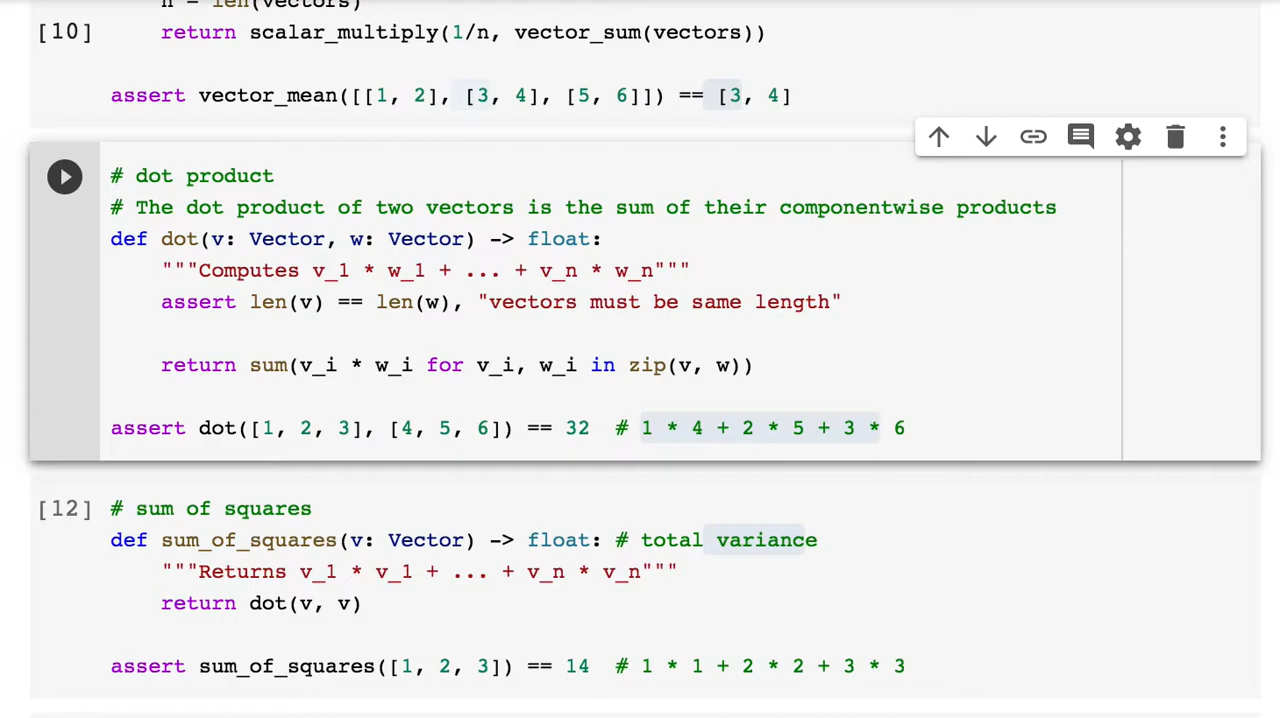 n = len(vectors)
[10] return scalar_multiply(1/n, vector_sum(vectors))
assert vector_mean([[1, 2], [3, 4], [5, 6]]) == [3, 4]
# dot product
# The dot product of two vectors is the sum of their componentwise products
def dot(v: Vector, w: Vector) -> float:
"""Computes v_1 * w_1 + ... + v_n * w_n"""
assert len(v) == len(w), "vectors must be same length"
return sum(v_i * w_i for v_i, w_i in zip(v, w))
assert dot([1, 2, 3], [4, 5, 6]) == 32 # 1 * 4 + 2 * 5 + 3 * 6
[12] # sum of squares
def sum_of_squares(v: Vector) -> float: # total variance
"""Returns v_1 * v_1 + ... + v_n * v_n"""
return dot(v, v)
assert sum_of_squares([1, 2, 3]) == 14 # 1 * 1 + 2 * 2 + 3 * 3